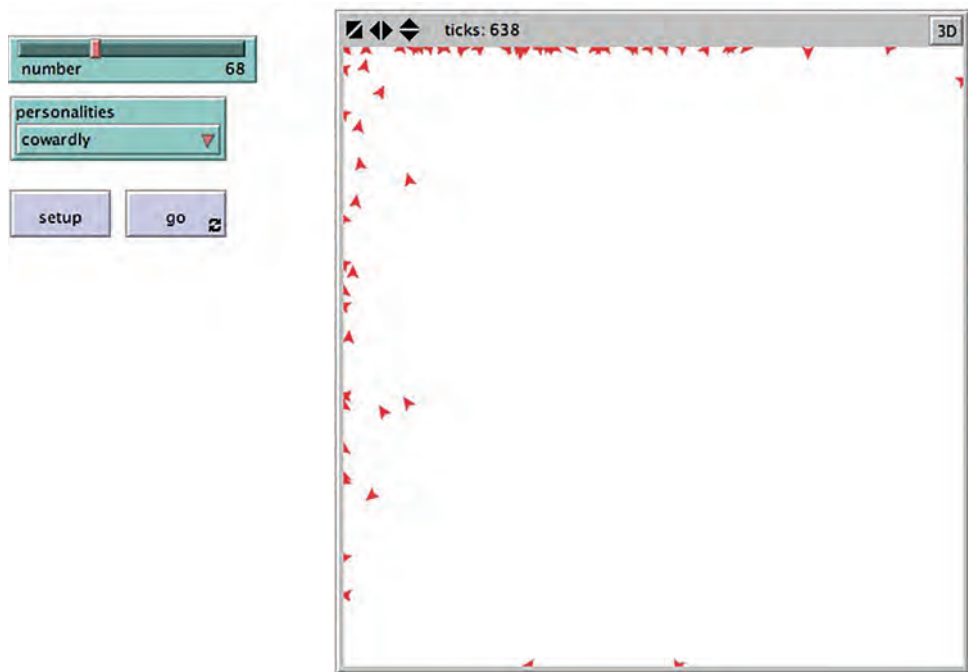 number 68
personalities
cowardly
setup
go
ticks: 638
3D